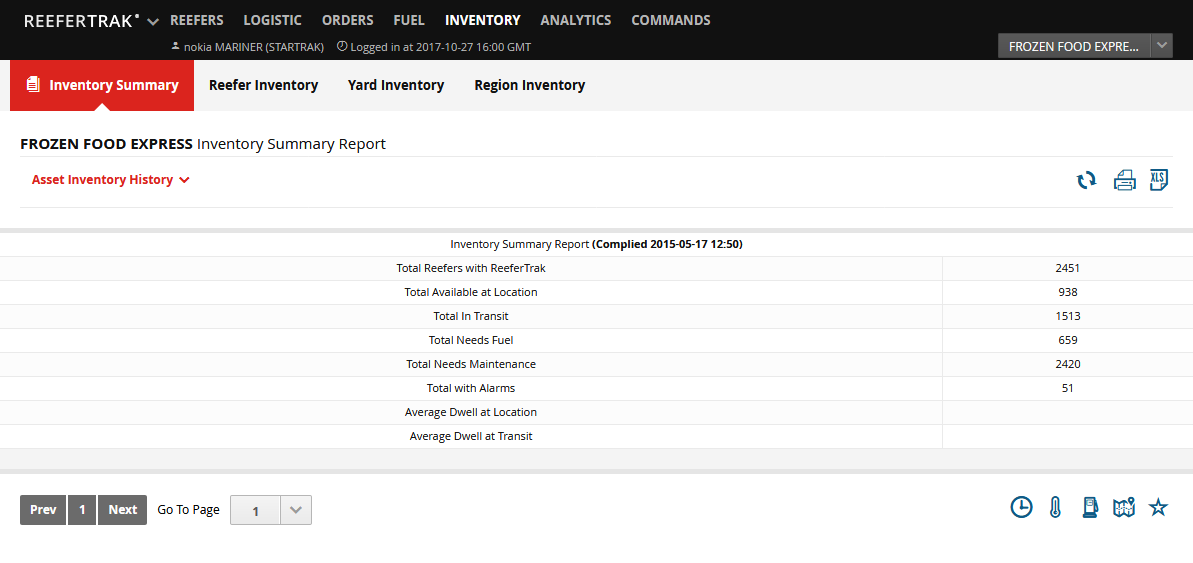 REEFERTRAK REEFERS LOGISTIC ORDERS FUEL INVENTORY ANALYTICS COMMANDS
nokia MARINER (STARTRAK) Logged in at 2017-10-27 16:00 GMT FROZEN FOOD EXPRE...
Inventory Summary Reefer Inventory Yard Inventory Region Inventory
FROZEN FOOD EXPRESS Inventory Summary Report
Asset Inventory History XLS
Inventory Summary Report (Complied 2015-05-17 12:50)
Total Reefers with ReeferTrak 2451
Total Available at Location 938
Total In Transit 1513
Total Needs Fuel 659
Total Needs Maintenance 2420
Total with Alarms 51
Average Dwell at Location
Average Dwell at Transit
Prev 1 Next Go To Page 1